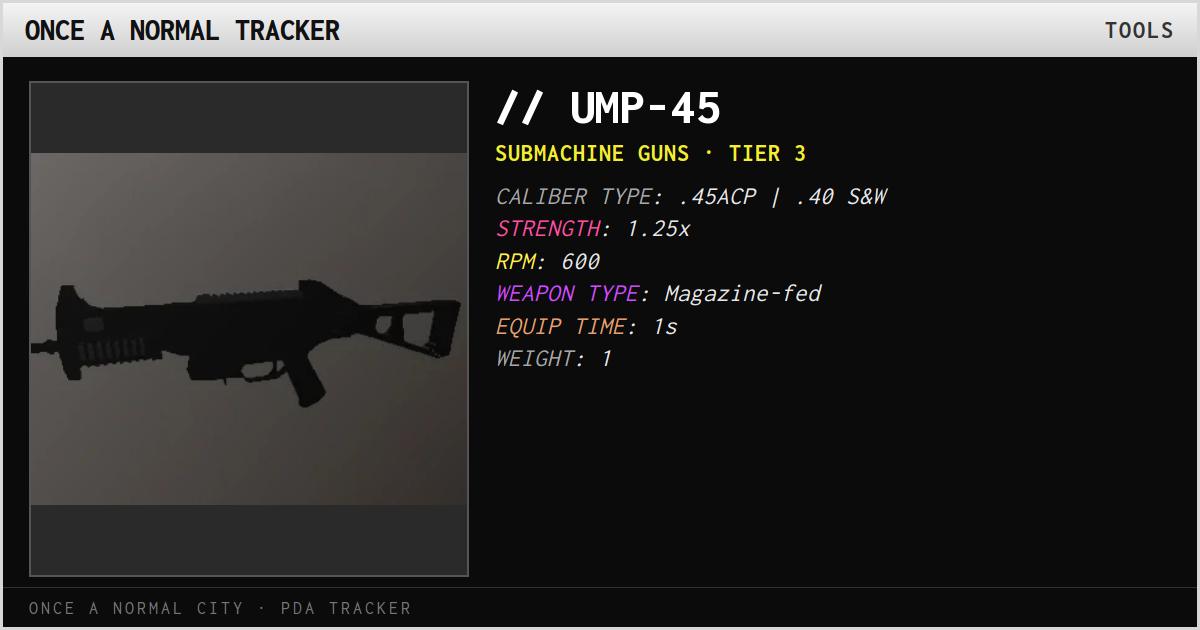 ONCE A NORMAL TRACKER
TOOLS
// UMP-45
SUBMACHINE GUNS · TIER 3
CALIBER TYPE: .45ACP | .40 S&W
STRENGTH: 1.25x
RPM: 600
WEAPON TYPE: Magazine-fed
EQUIP TIME: 1s
WEIGHT: 1
ONCE A NORMAL CITY · PDA TRACKER